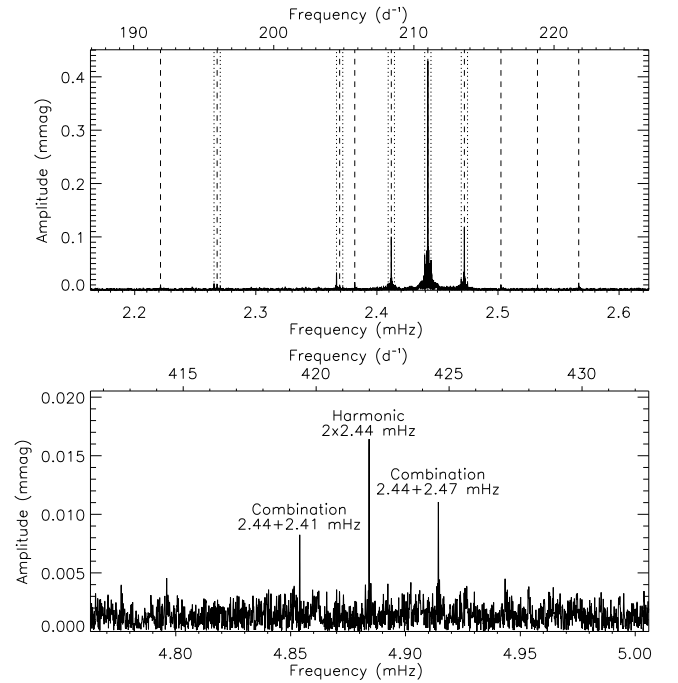 Frequency (d⁻¹)
190 200 210 220
0.4
0.3
0.2
0.1
0.0
Amplitude (mmag)
2.2 2.3 2.4 2.5 2.6
Frequency (mHz)
Frequency (d⁻¹)
415 420 425 430
0.020
0.015
0.010
0.005
0.000
Amplitude (mmag)
Harmonic
2x2.44 mHz
Combination
2.44+2.47 mHz
Combination
2.44+2.41 mHz
4.80 4.85 4.90 4.95 5.00
Frequency (mHz)